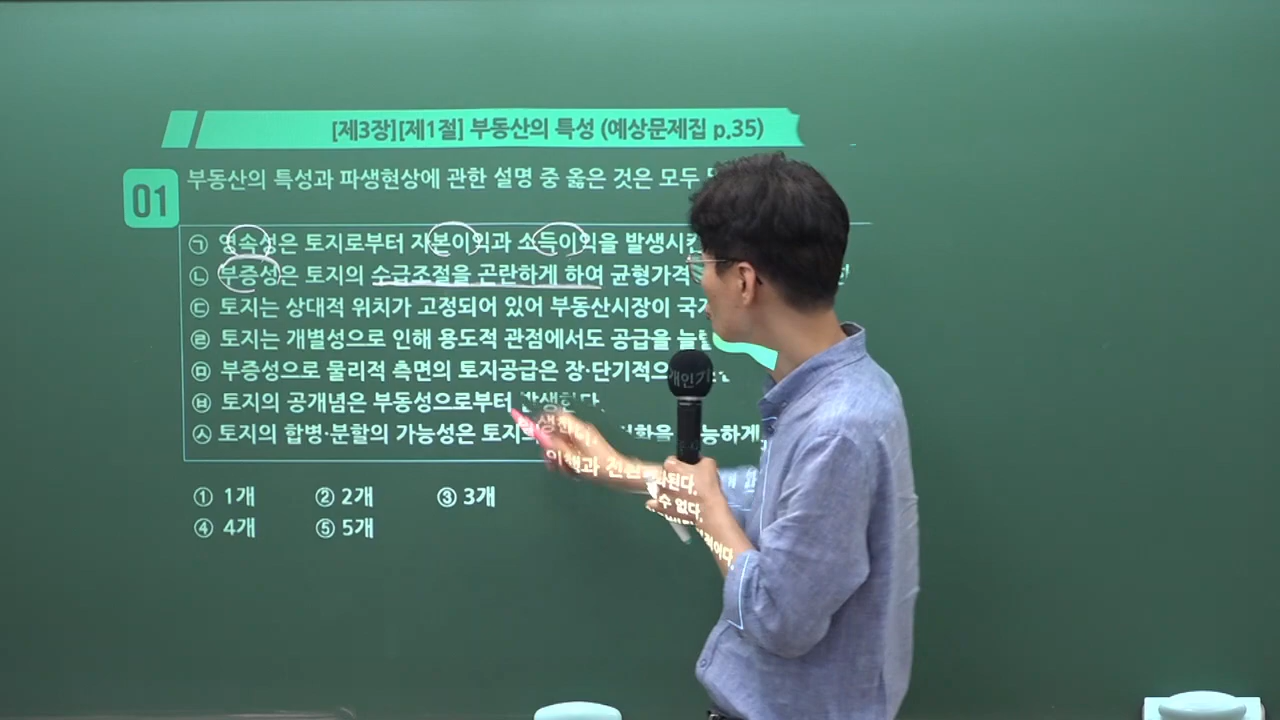 [제3장][제1절] 부동산의 특성 (예상문제집 p.35)
01 부동산의 특성과 파생현상에 관한 설명 중 옳은 것은 모두
㉠ 영속성은 토지로부터 자본이익과 소득이익을 발생시킨
㉡ 부증성은 토지의 수급조절을 곤란하게 하여 균형가격
㉢ 토지는 상대적 위치가 고정되어 있어 부동산시장이 국지
㉣ 토지는 개별성으로 인해 용도적 관점에서도 공급을 늘릴
㉤ 부증성으로 물리적 측면의 토지공급은 장·단기적으
㉥ 토지의 공개념은 부동성으로부터 발생한다
㉦ 토지의 합병·분할의 가능성은 토지의
수 없다.
① 1개 ② 2개 ③ 3개
④ 4개 ⑤ 5개